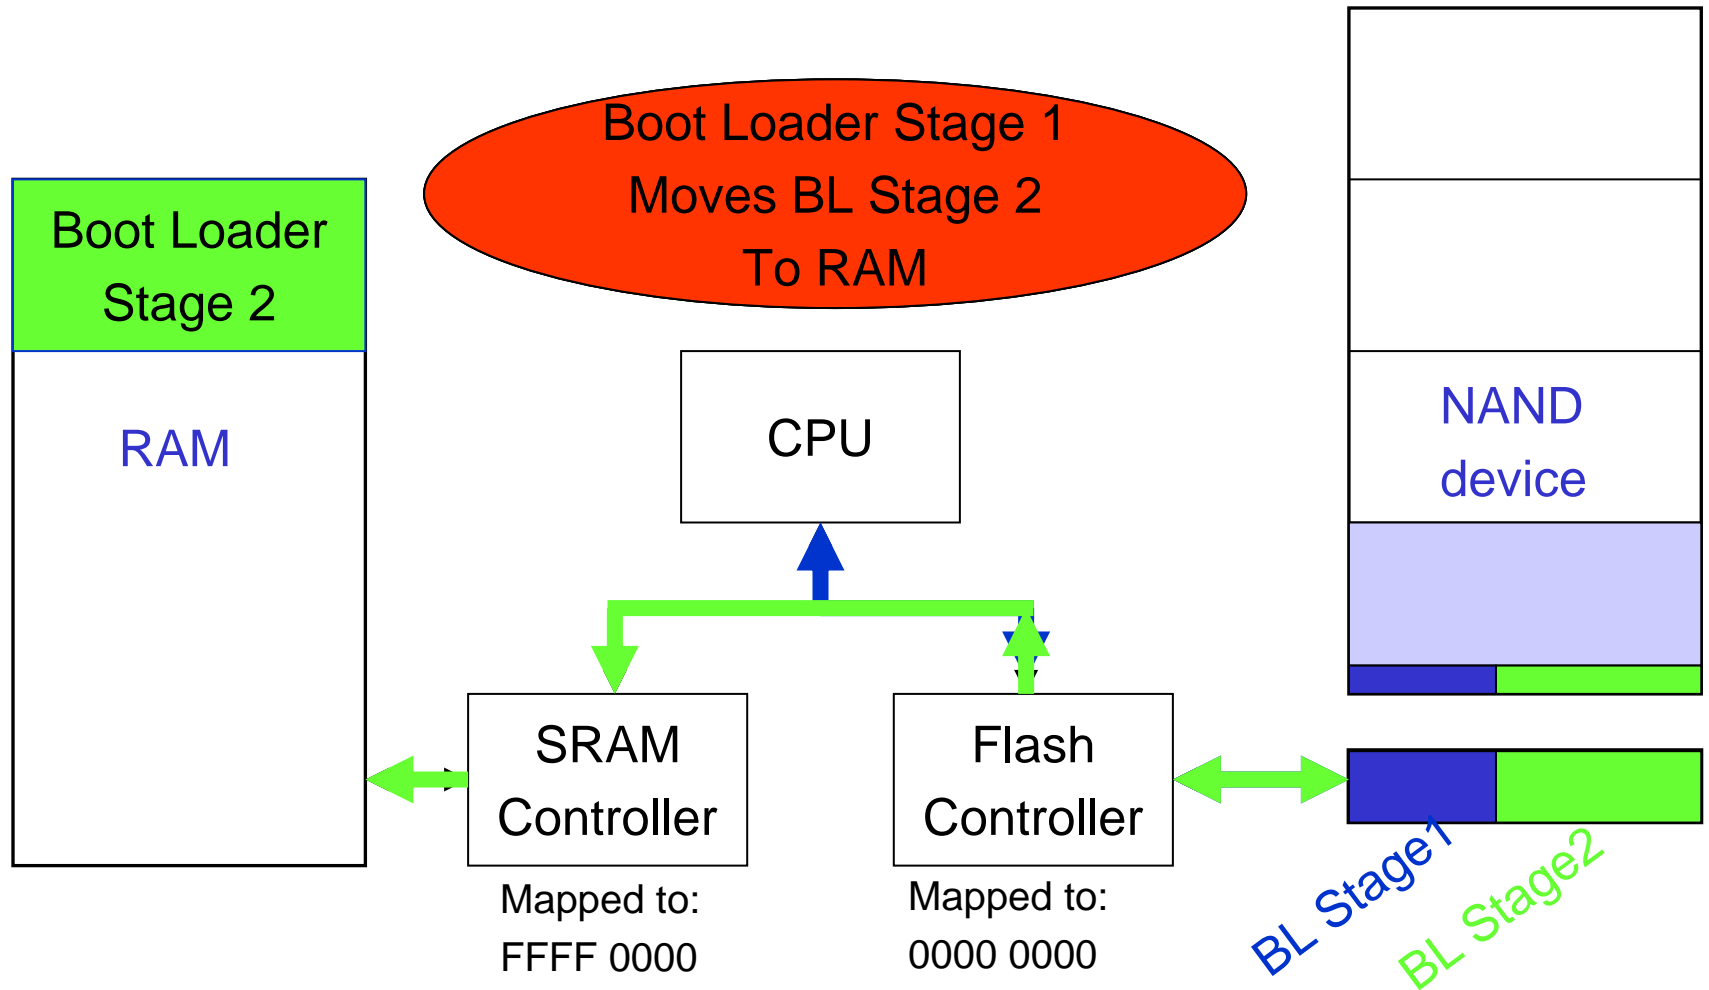 Boot Loader Stage 1
Moves BL Stage 2
To RAM
Boot Loader
Stage 2
RAM
CPU
NAND
device
SRAM
Controller
Flash
Controller
Mapped to:
FFFF 0000
Mapped to:
0000 0000
BL Stage1
BL Stage2